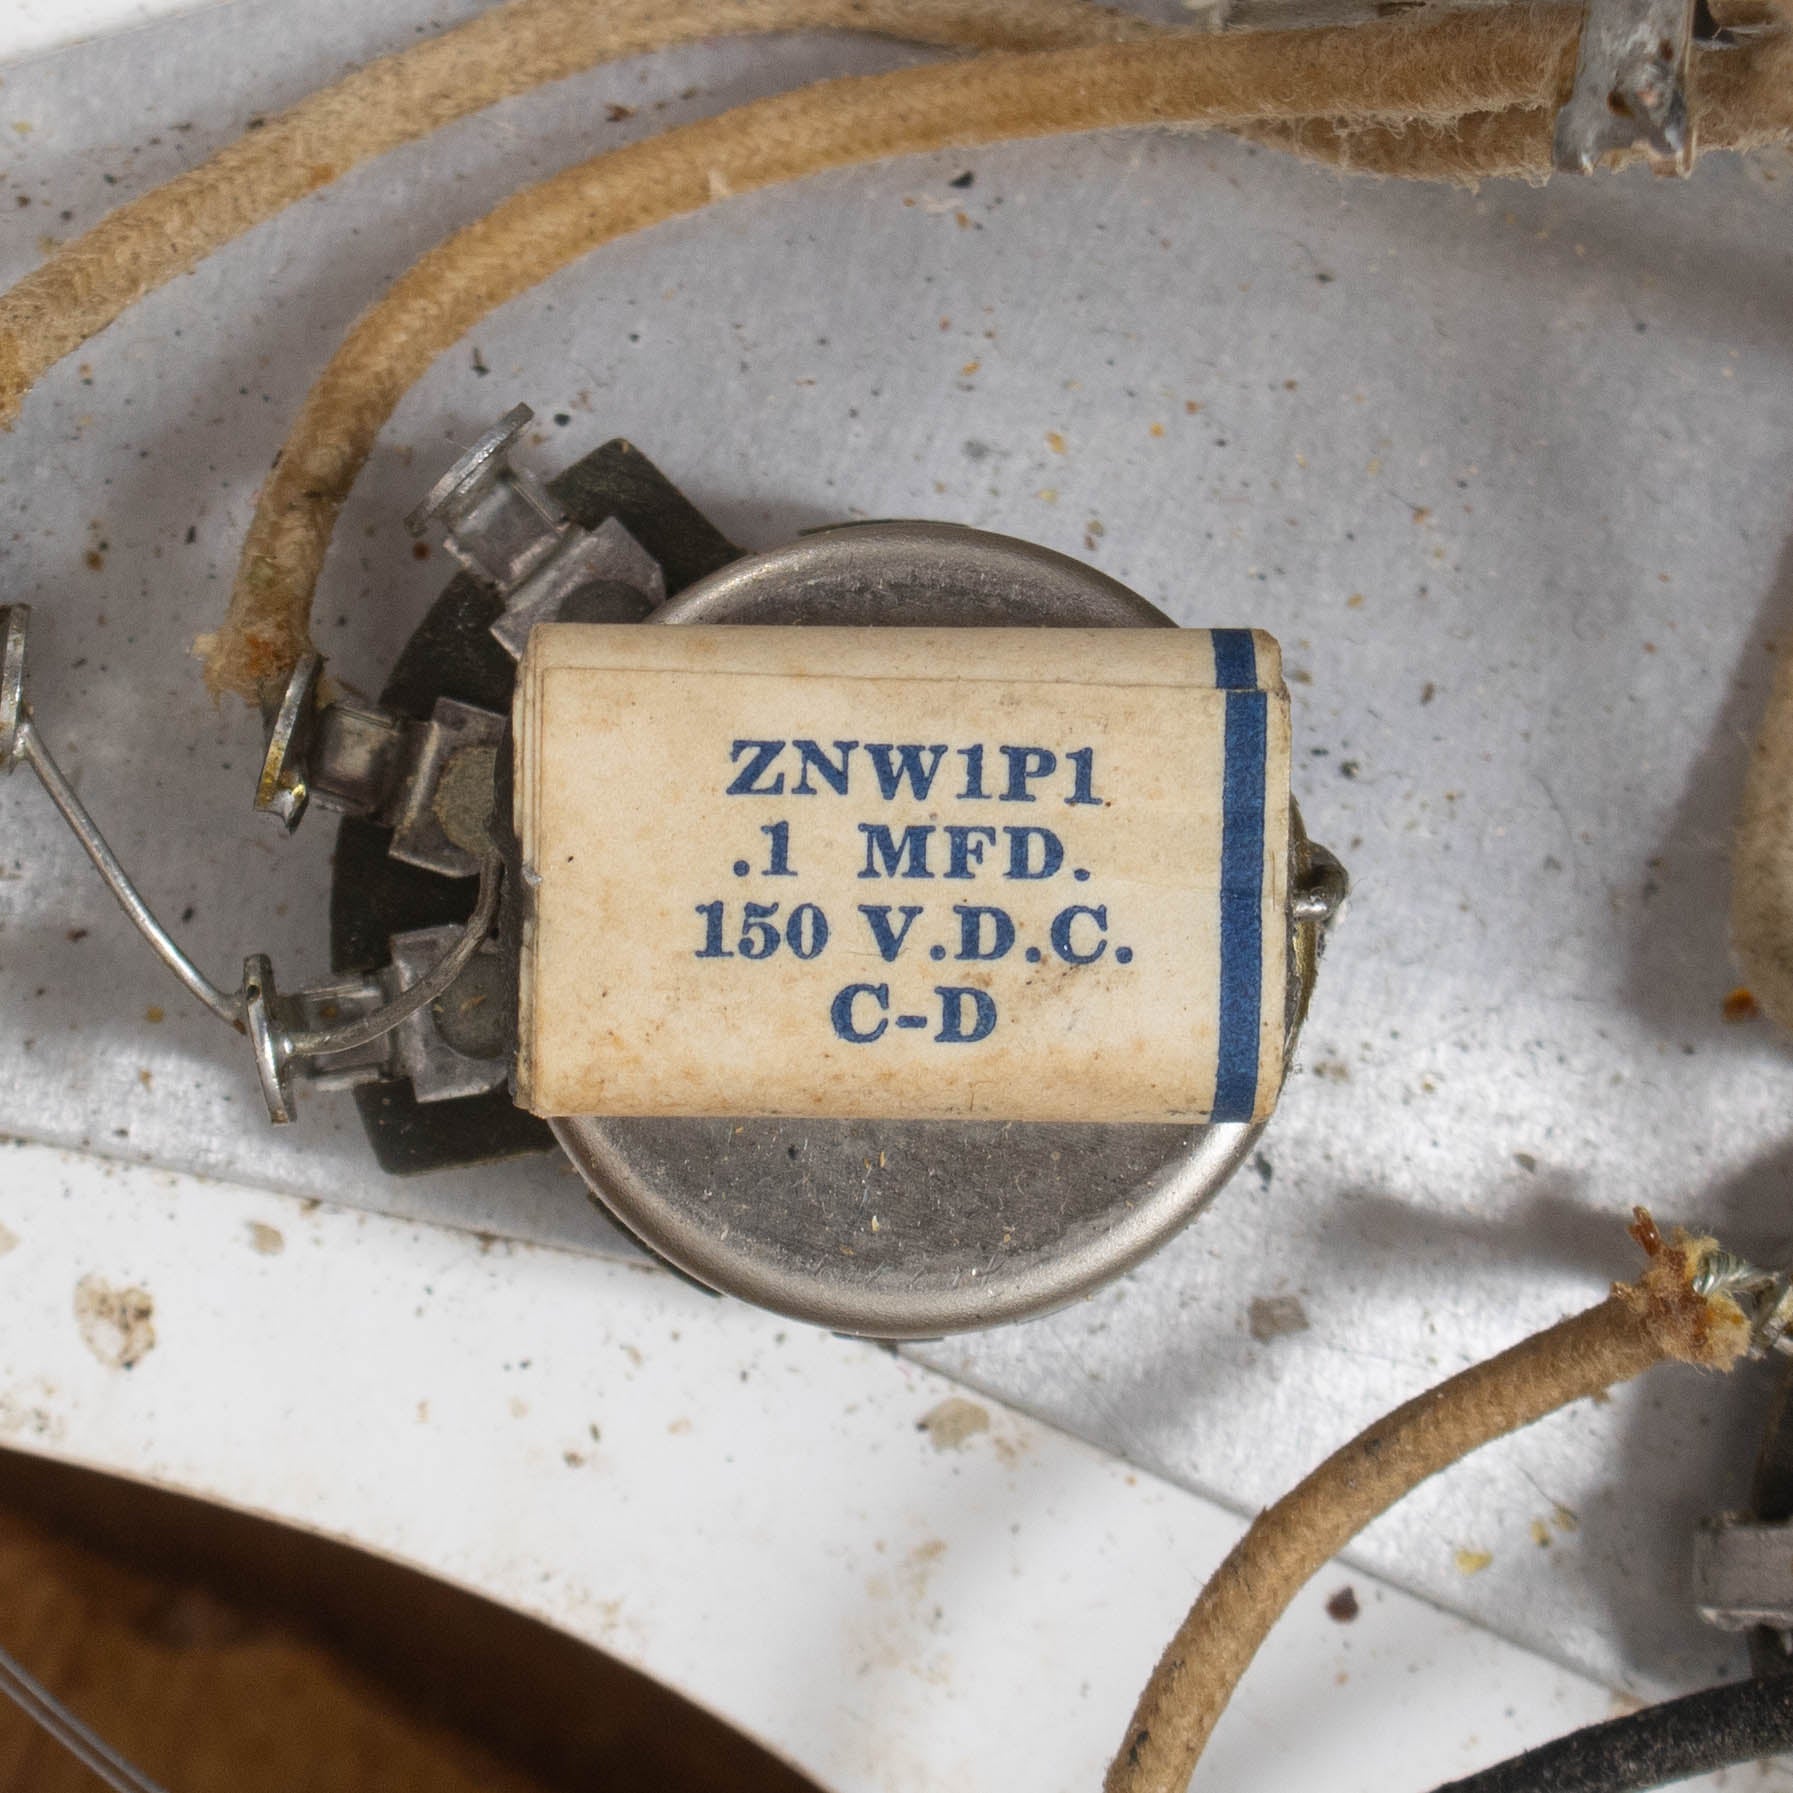 ZNW1P1
.1 MFD.
150 V.D.C.
C-D